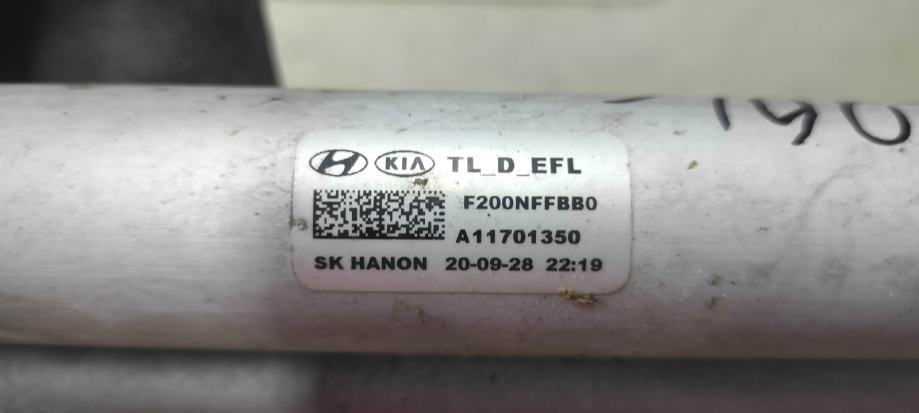 KIA TL_D_EFL
F200NFFBB0
A11701350
SK HANON 20-09-28 22:19